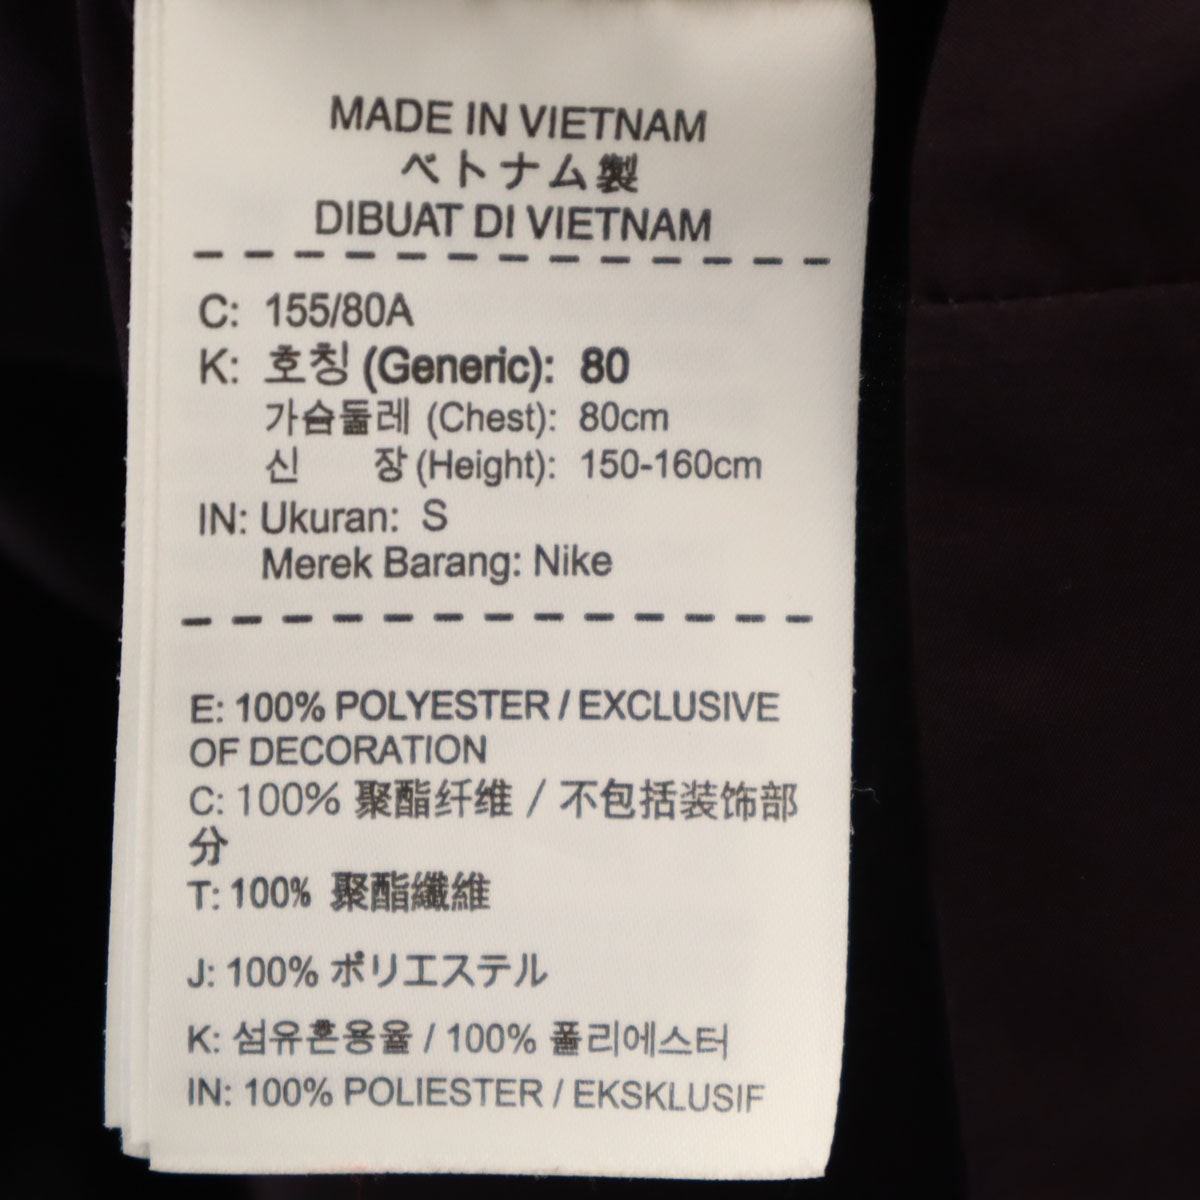 MADE IN VIETNAM
ベトナム製
DIBUAT DI VIETNAM
C: 155/80A
K: 호칭 (Generic): 80
가슴둘레 (Chest): 80cm
신 장 (Height): 150-160cm
IN: Ukuran: S
Merek Barang: Nike
E: 100% POLYESTER / EXCLUSIVE
OF DECORATION
C: 100% 聚酯纤维 / 不包括装饰部
分
T: 100% 聚酯纖維
J: 100% ポリエステル
K: 섬유혼용율 / 100% 폴리에스터
IN: 100% POLIESTER / EKSKLUSIF